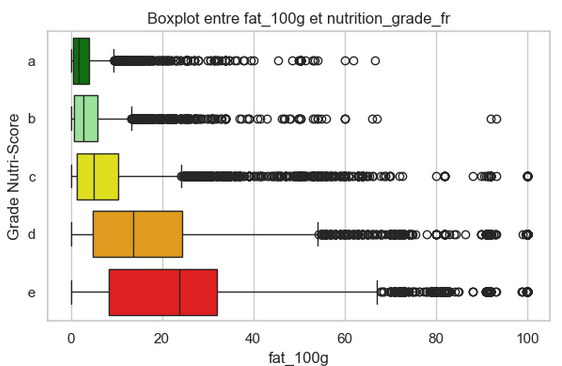 Boxplot entre fat_100g et nutrition_grade_fr
Grade Nutri-Score
a
b
c
d
e
0 20 40 60 80 100
fat_100g